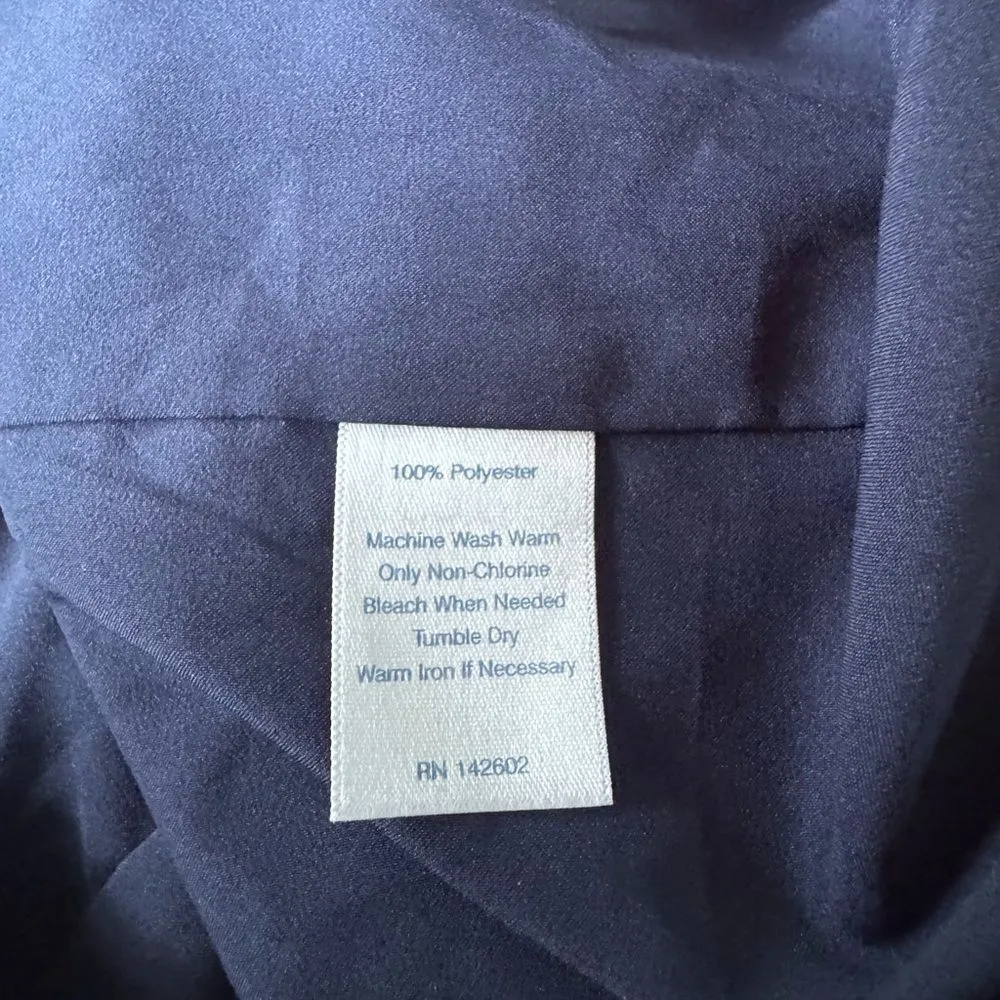 100% Polyester
Machine Wash Warm
Only Non-Chlorine
Bleach When Needed
Tumble Dry
Warm Iron If Necessary
RN 142602